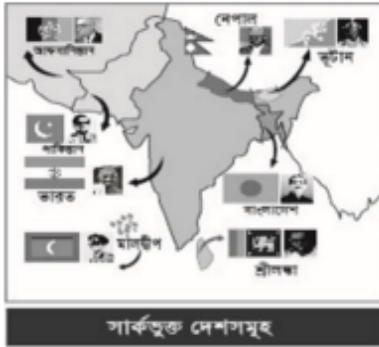 নেপাল
ভূটান
আফগানিস্তান
পাকিস্তান
ভারত
বাংলাদেশ
মালদ্বীপ
শ্রীলঙ্কা
সার্কভুক্ত দেশসমূহ